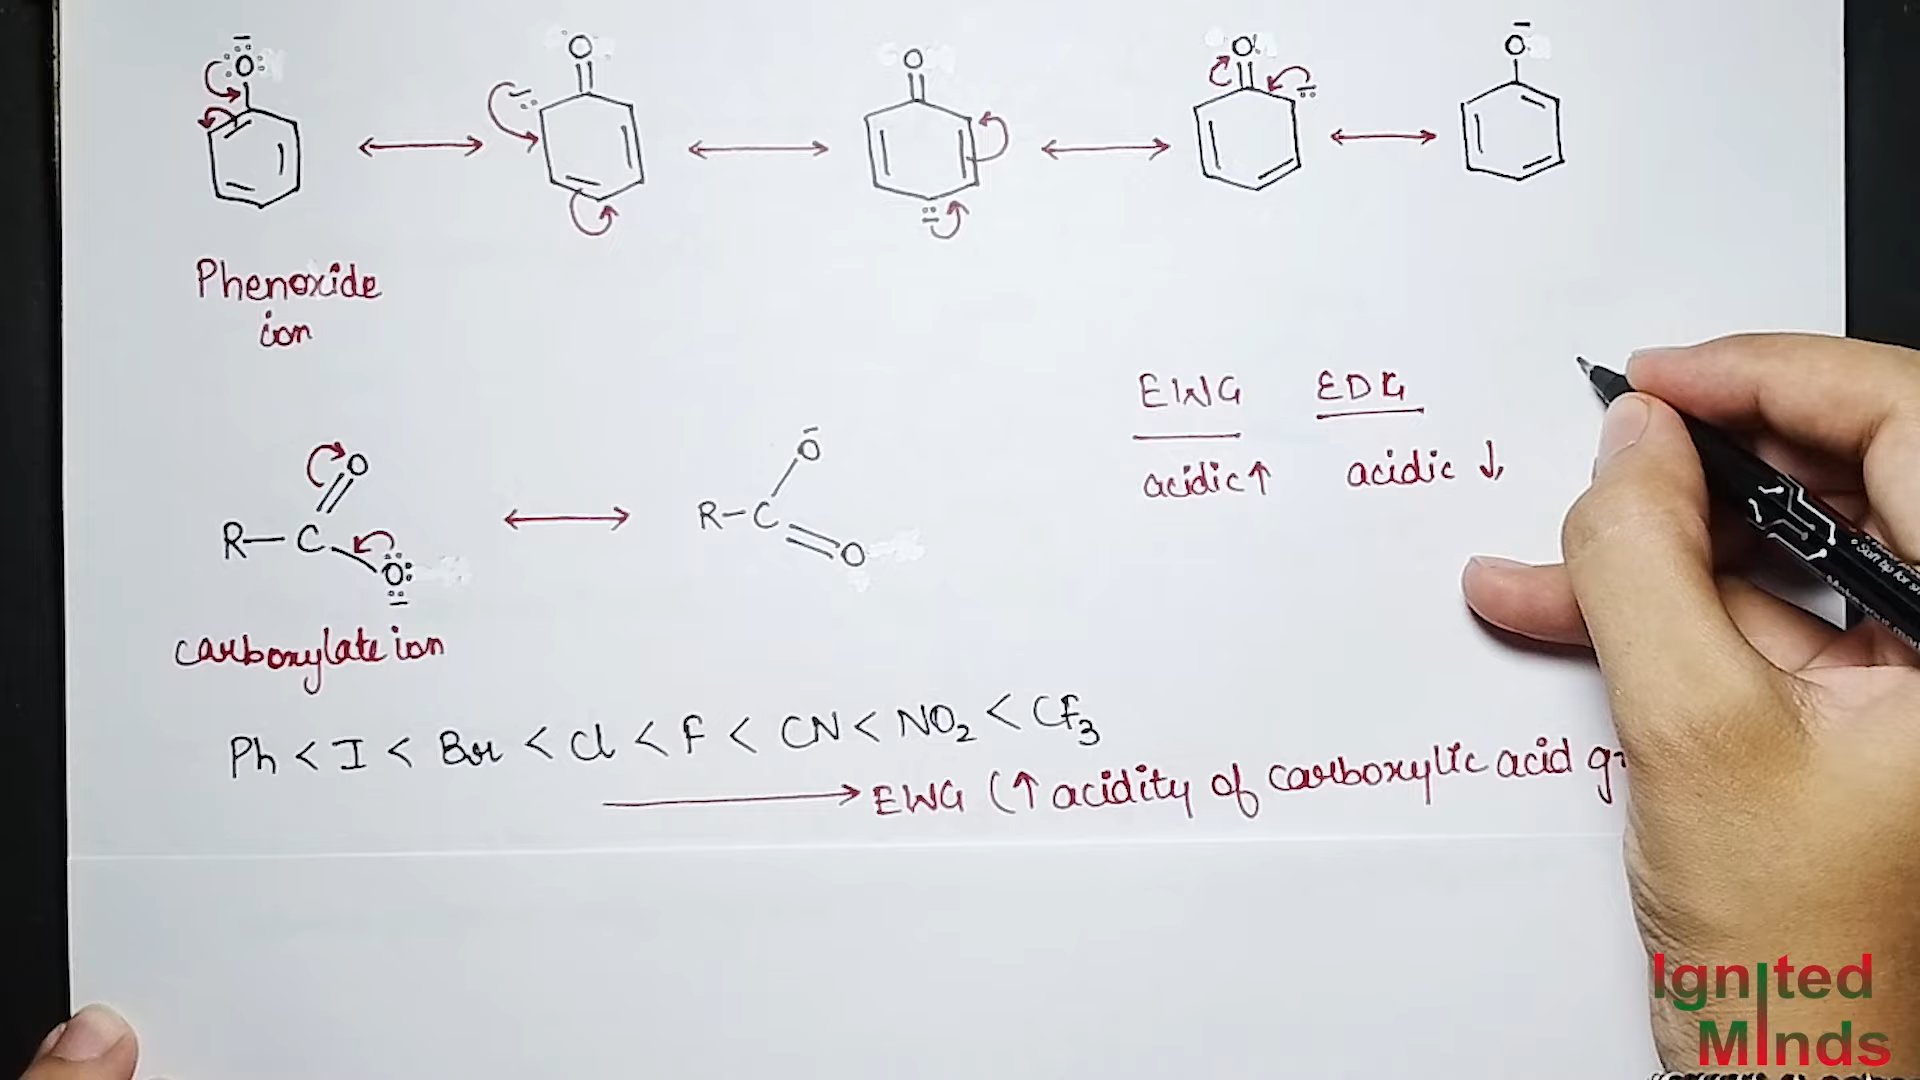 Phenoxide
ion
EWG EDG
acidic↑ acidic ↓
R–C O O
R–C O O
carboxylate ion
Ph < I < Br < Cl < F < CN < NO₂ < CF₃
→ EWG (↑ acidity of carboxylic acid
Ignited
Minds